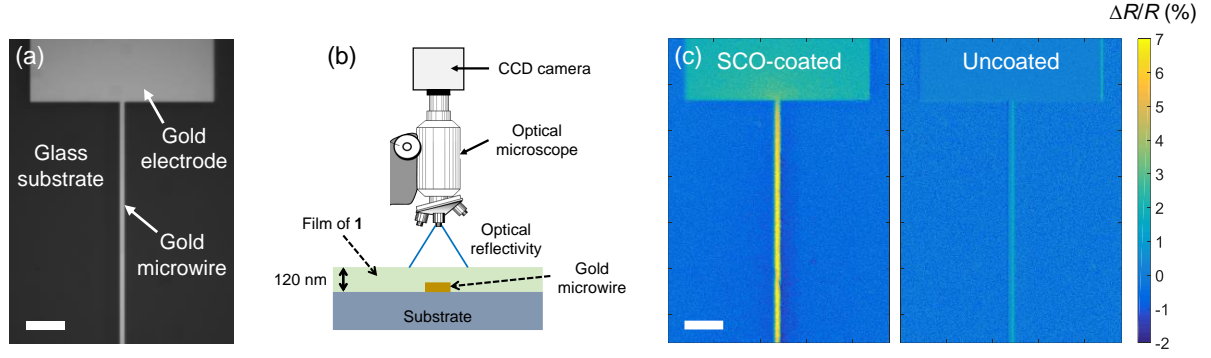 (a)
Gold
electrode
Glass
substrate
Gold
microwire
(b)
CCD camera
Optical
microscope
Film of 1
Optical
reflectivity
120 nm
Gold
microwire
Substrate
(c)
SCO-coated
Uncoated
ΔR/R (%)
7
6
5
4
3
2
1
0
-1
-2